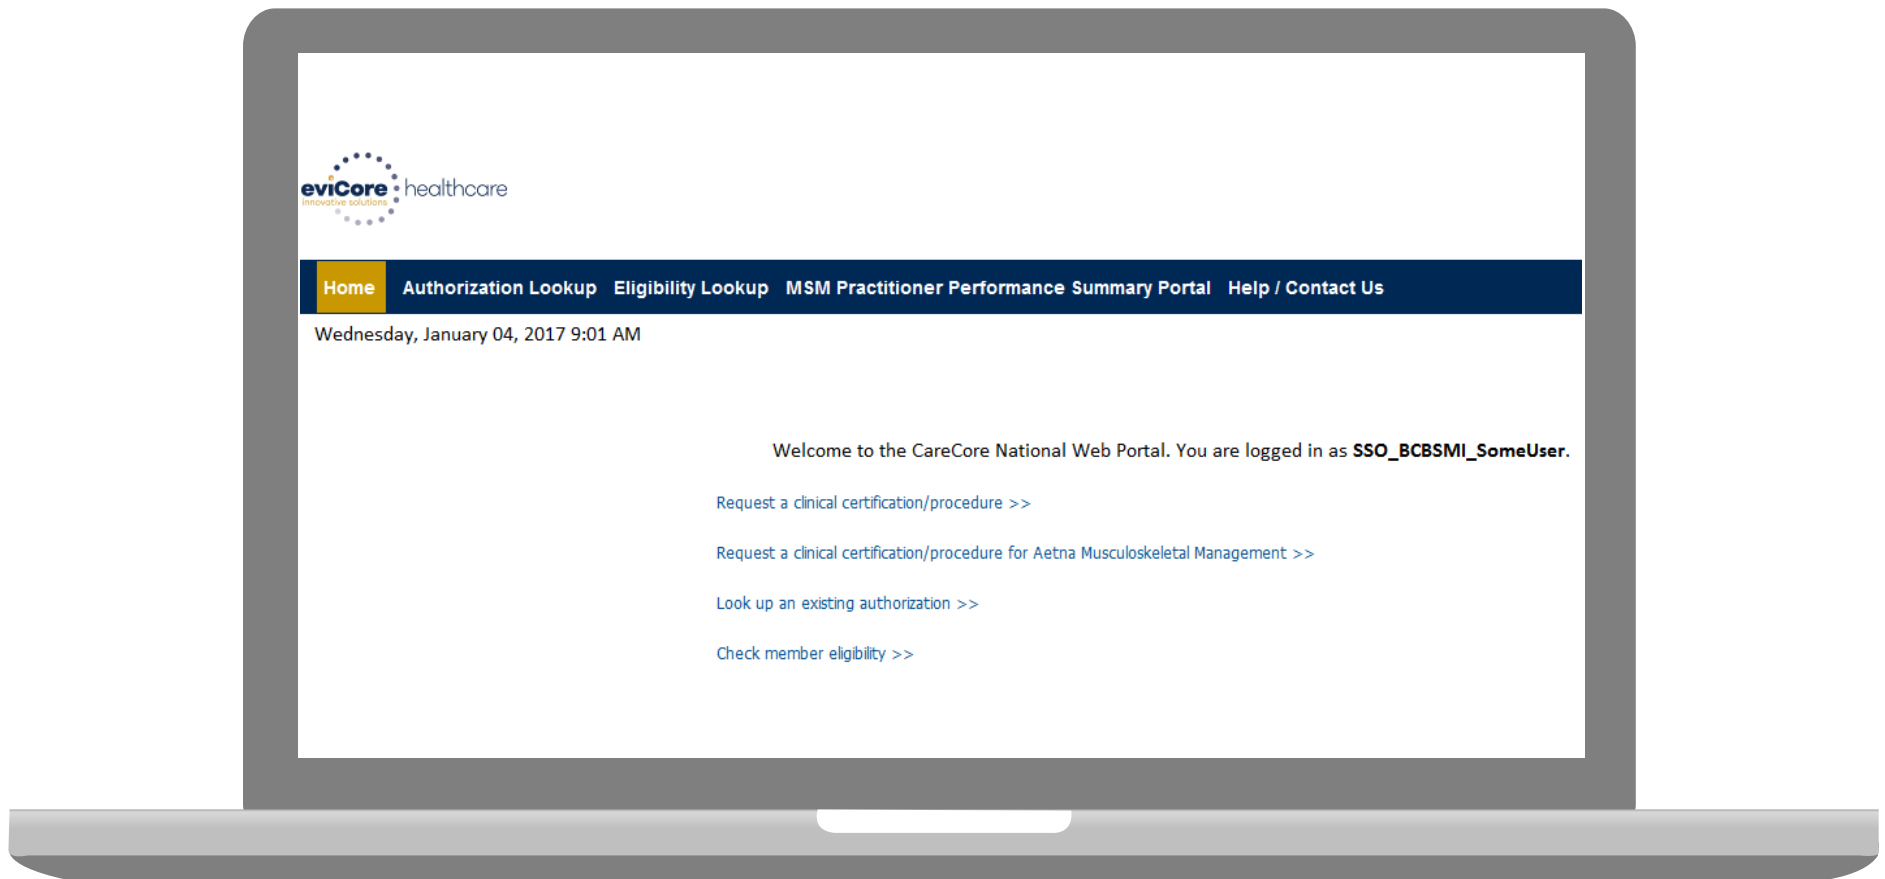 eviCore healthcare
innovative solutions
Home Authorization Lookup Eligibility Lookup MSM Practitioner Performance Summary Portal Help / Contact Us
Wednesday, January 04, 2017 9:01 AM
Welcome to the CareCore National Web Portal. You are logged in as SSO_BCBSMI_SomeUser.
Request a clinical certification/procedure >>
Request a clinical certification/procedure for Aetna Musculoskeletal Management >>
Look up an existing authorization >>
Check member eligibility >>